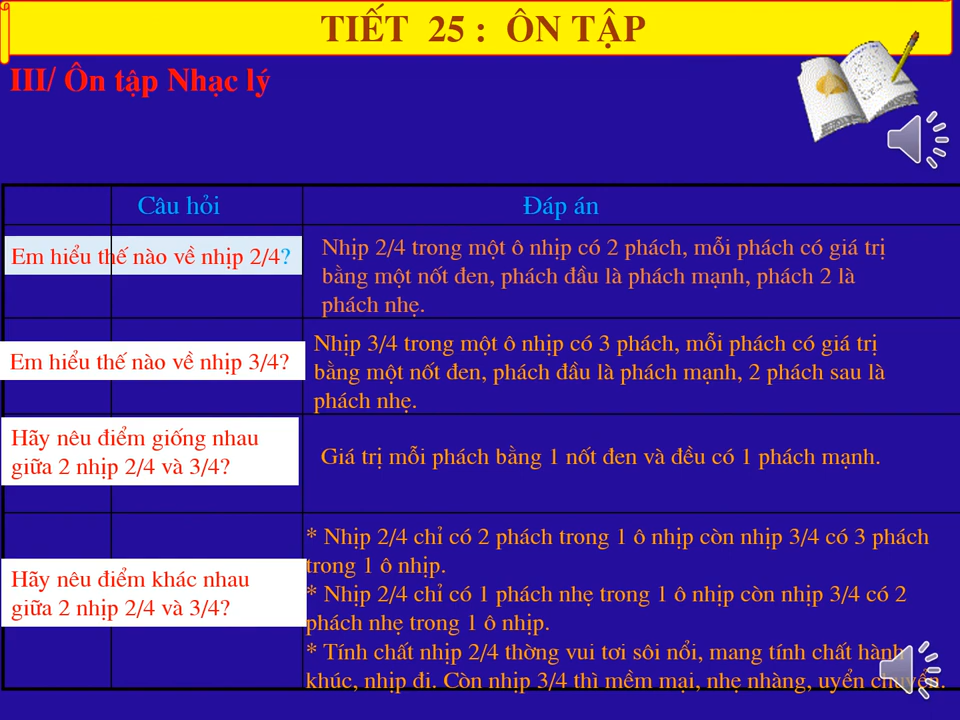 TIẾT 25 : ÔN TẬP
III/ Ôn tập Nhạc lý
Câu hỏi
Đáp án
Em hiểu thế nào về nhịp 2/4?
Nhịp 2/4 trong một ô nhịp có 2 phách, mỗi phách có giá trị
bằng một nốt đen, phách đầu là phách mạnh, phách 2 là
phách nhẹ.
Em hiểu thế nào về nhịp 3/4?
Nhịp 3/4 trong một ô nhịp có 3 phách, mỗi phách có giá trị
bằng một nốt đen, phách đầu là phách mạnh, 2 phách sau là
phách nhẹ.
Hãy nêu điểm giống nhau
giữa 2 nhịp 2/4 và 3/4?
Giá trị mỗi phách bằng 1 nốt đen và đều có 1 phách mạnh.
Hãy nêu điểm khác nhau
giữa 2 nhịp 2/4 và 3/4?
* Nhịp 2/4 chỉ có 2 phách trong 1 ô nhịp còn nhịp 3/4 có 3 phách
trong 1 ô nhịp.
* Nhịp 2/4 chỉ có 1 phách nhẹ trong 1 ô nhịp còn nhịp 3/4 có 2
phách nhẹ trong 1 ô nhịp.
* Tính chất nhịp 2/4 thờng vui tơi sôi nổi, mang tính chất hành
khúc, nhịp đi. Còn nhịp 3/4 thì mềm mại, nhẹ nhàng, uyển chuyển.